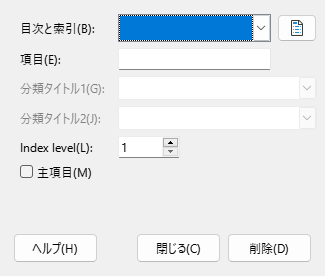 目次と索引(B):
項目(E):
分類タイトル1(G):
分類タイトル2(J):
Index level(L): 1
主項目(M)
ヘルプ(H) 閉じる(C) 削除(D)